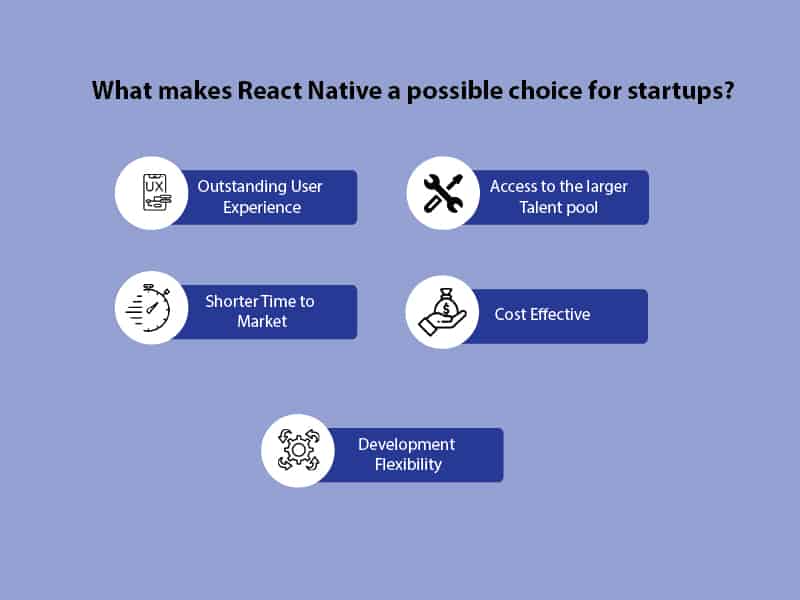 What makes React Native a possible choice for startups?
UX
Outstanding User
Experience
Access to the larger
Talent pool
Shorter Time to
Market
$
Cost Effective
Development
Flexibility